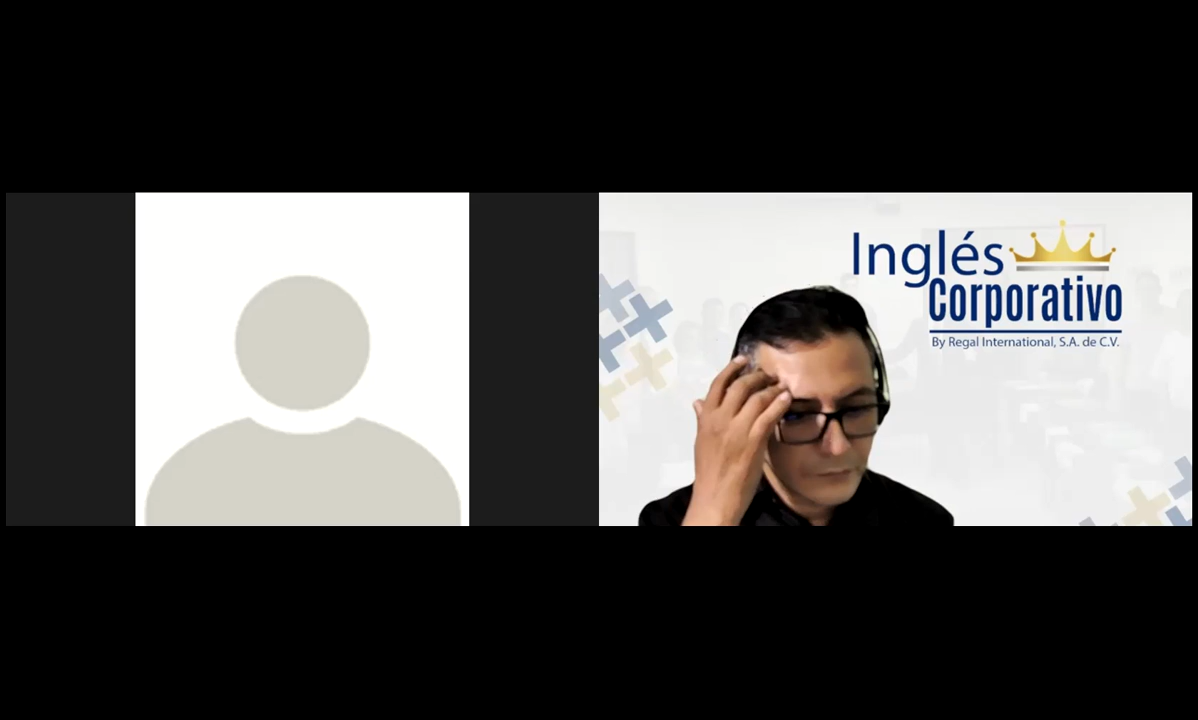 Inglés
Corporativo
By Regal International, S.A. de C.V.